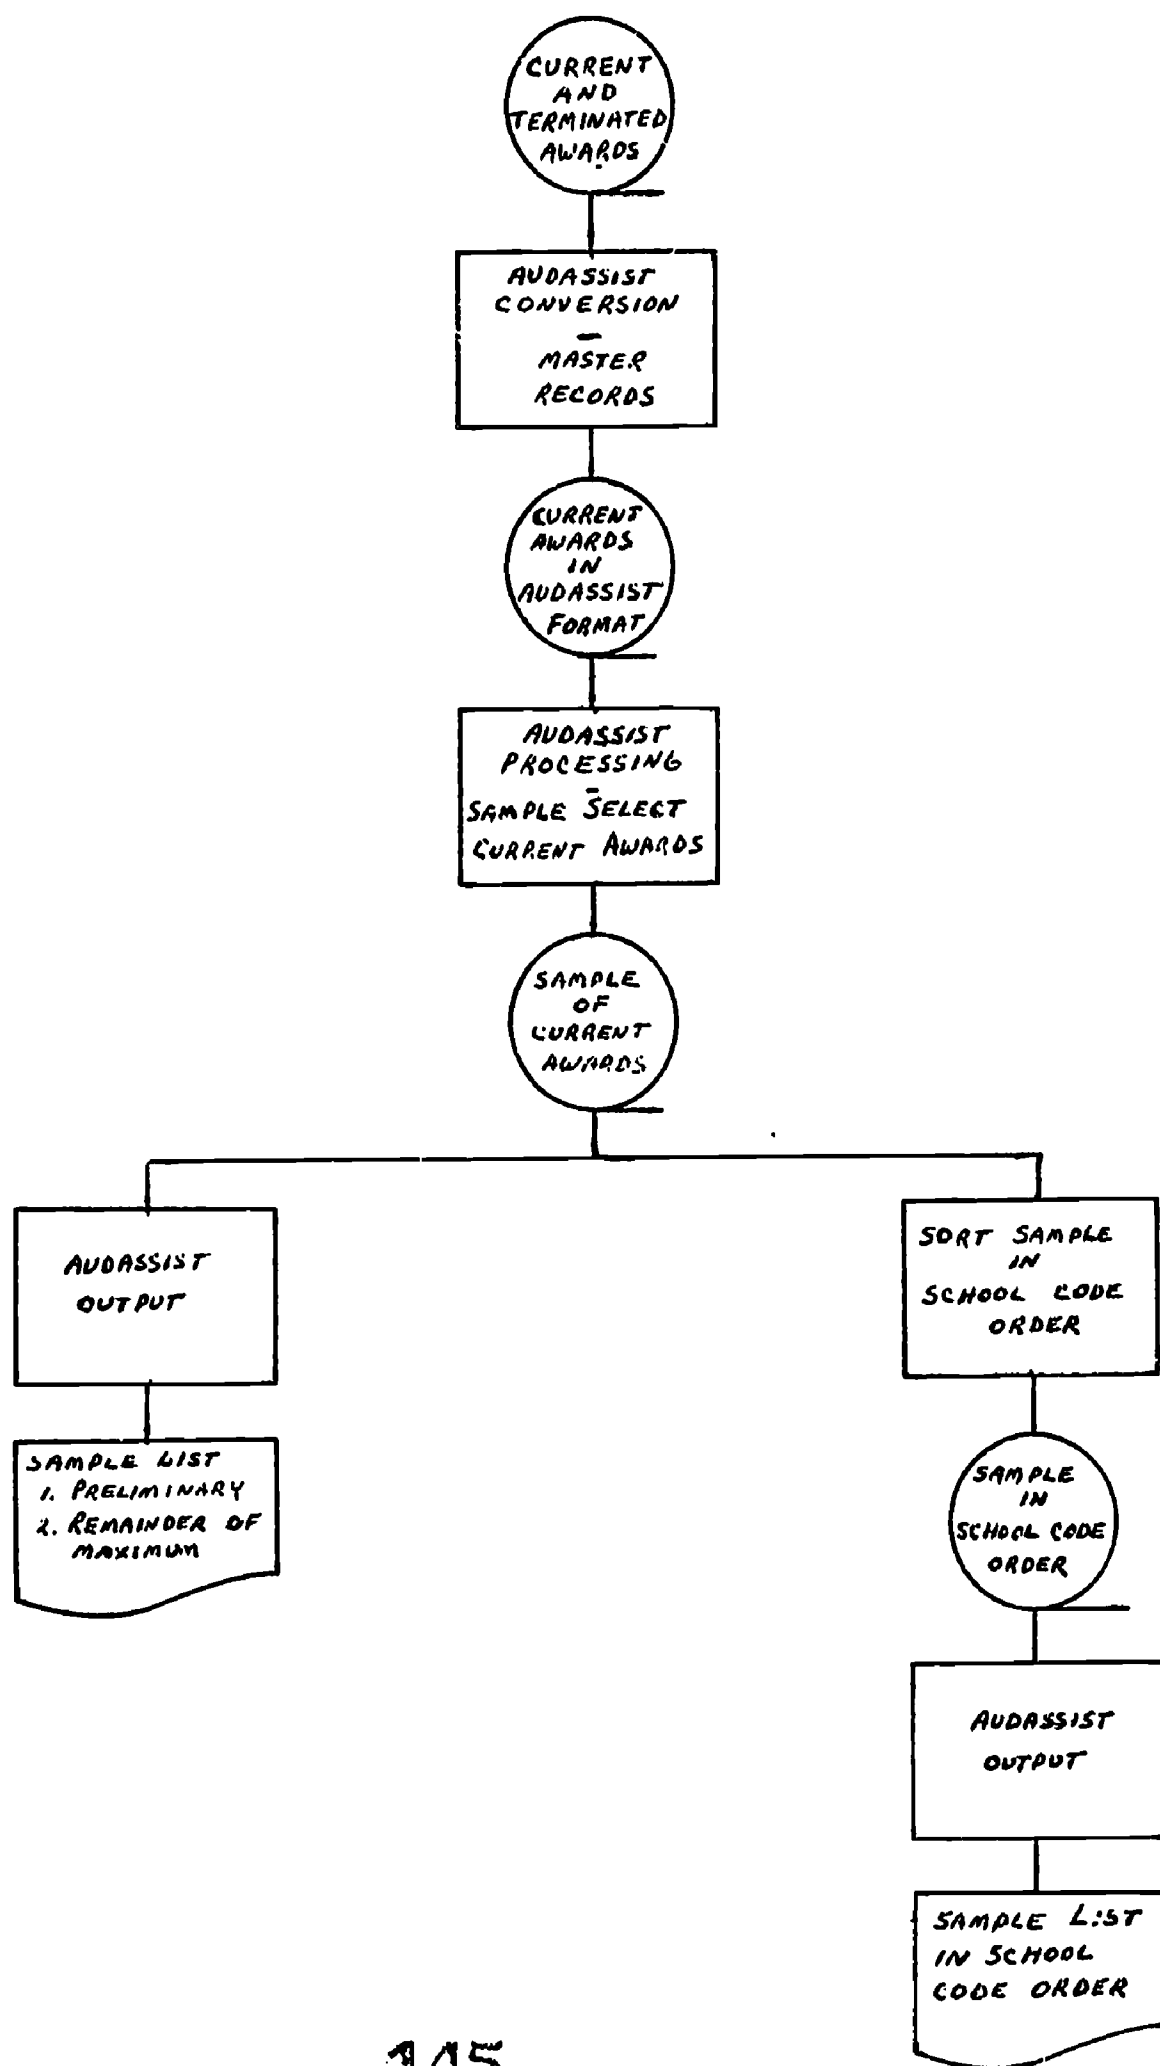 CURRENT
AND
TERMINATED
AWARDS
AUDASSIST
CONVERSION
-
MASTER
RECORDS
CURRENT
AWARDS
IN
AUDASSIST
FORMAT
AUDASSIST
PROCESSING
-
SAMPLE SELECT
CURRENT AWARDS
SAMPLE
OF
CURRENT
AWARDS
AUDASSIST
OUTPUT
SAMPLE LIST
1. PRELIMINARY
2. REMAINDER OF
MAXIMUM
SORT SAMPLE
IN
SCHOOL CODE
ORDER
SAMPLE
IN
SCHOOL CODE
ORDER
AUDASSIST
OUTPUT
SAMPLE LIST
IN SCHOOL
CODE ORDER